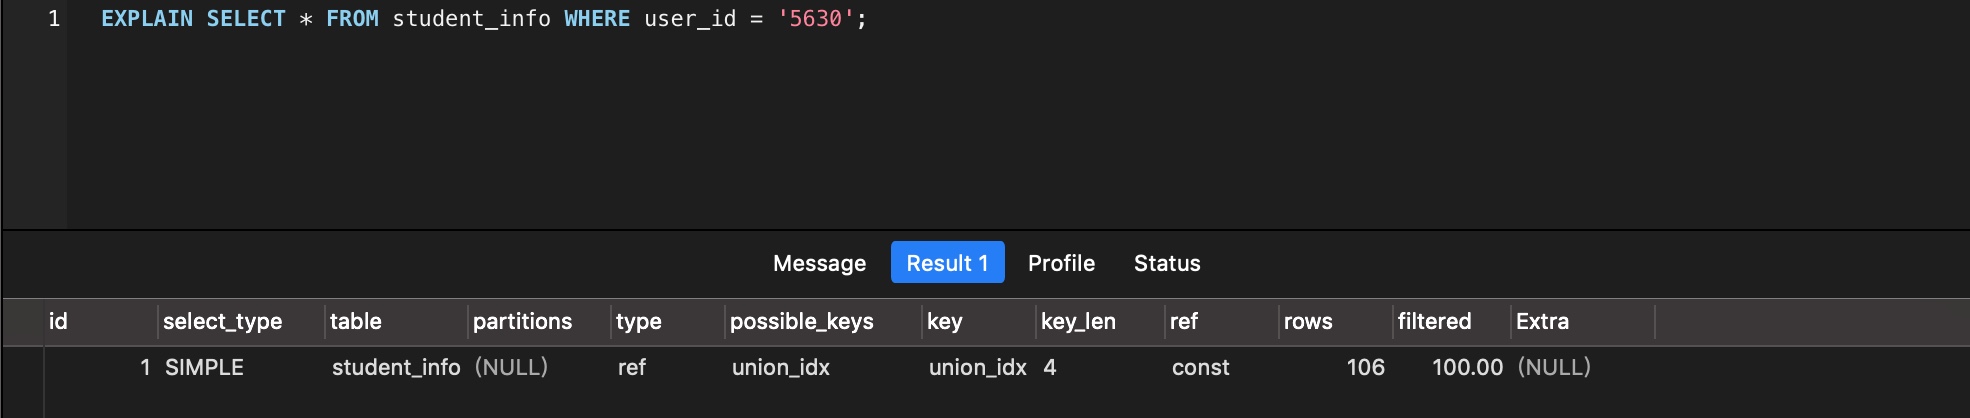 1 EXPLAIN SELECT * FROM student_info WHERE user_id = '5630';
Message Result 1 Profile Status
id select_type table partitions type possible_keys key key_len ref rows filtered Extra
1 SIMPLE student_info (NULL) ref union_idx union_idx 4 const 106 100.00 (NULL)